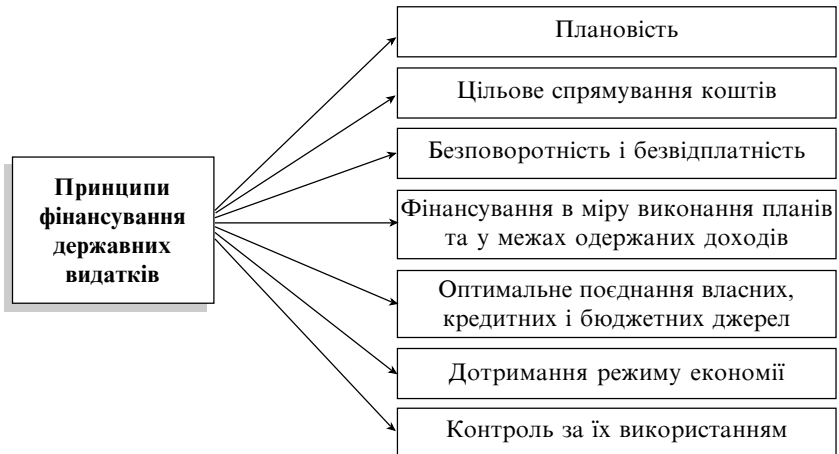 Принципи
фінансування
державних
видатків
Плановість
Цільове спрямування коштів
Безповоротність і безвідплатність
Фінансування в міру виконання планів
та у межах одержаних доходів
Оптимальне поєднання власних,
кредитних і бюджетних джерел
Дотримання режиму економії
Контроль за їх використанням